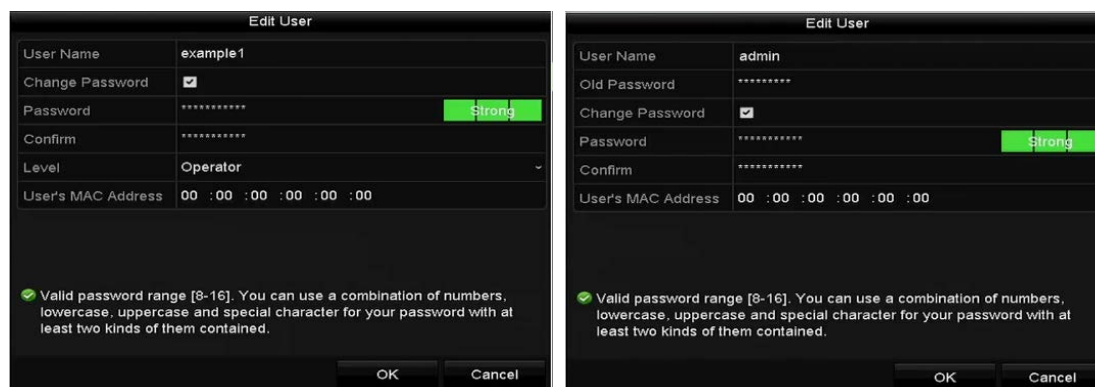 Edit User
User Name example1
Change Password
Password *********** Strong
Confirm ***********
Level Operator
User's MAC Address 00 :00 :00 :00 :00 :00
Valid password range [8-16]. You can use a combination of numbers,
lowercase, uppercase and special character for your password with at
least two kinds of them contained.
OK Cancel
Edit User
User Name admin
Old Password *********
Change Password
Password *********** Strong
Confirm ***********
User's MAC Address 00 :00 :00 :00 :00 :00
Valid password range [8-16]. You can use a combination of numbers,
lowercase, uppercase and special character for your password with at
least two kinds of them contained.
OK Cancel